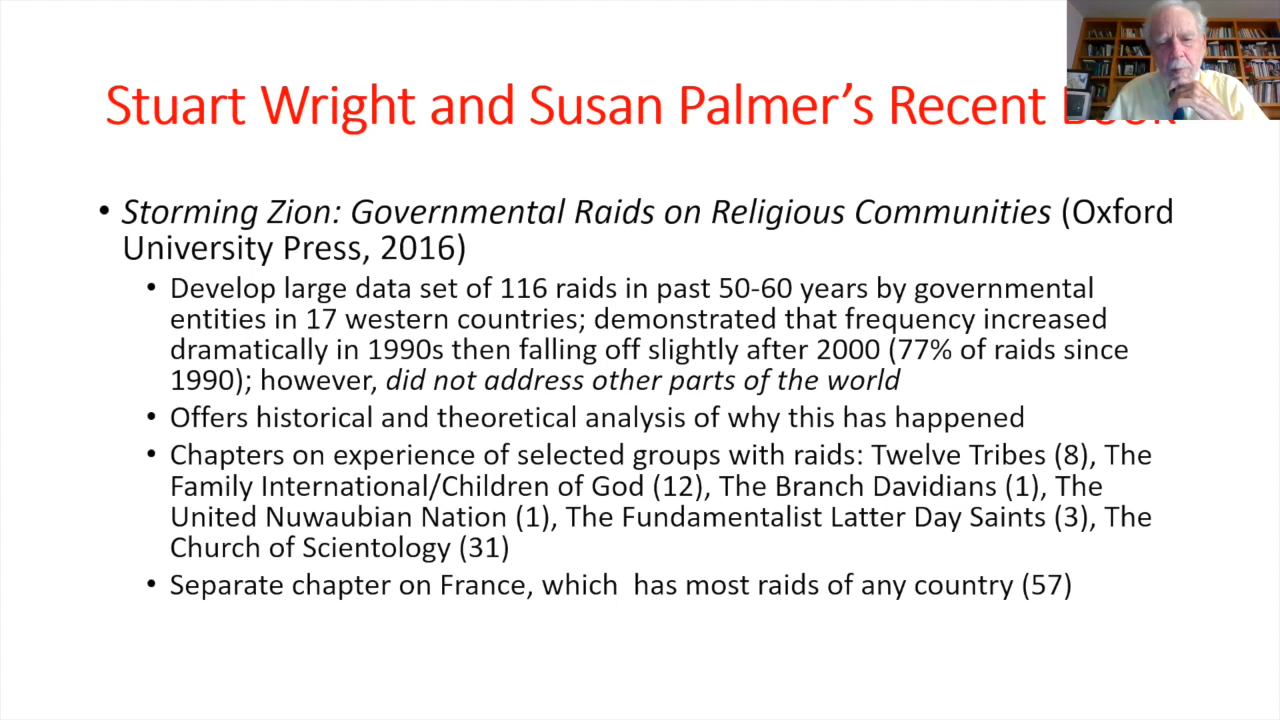 Stuart Wright and Susan Palmer's Recent
• Storming Zion: Governmental Raids on Religious Communities (Oxford
University Press, 2016)
• Develop large data set of 116 raids in past 50-60 years by governmental
entities in 17 western countries; demonstrated that frequency increased
dramatically in 1990s then falling off slightly after 2000 (77% of raids since
1990); however, did not address other parts of the world
• Offers historical and theoretical analysis of why this has happened
• Chapters on experience of selected groups with raids: Twelve Tribes (8), The
Family International/Children of God (12), The Branch Davidians (1), The
United Nuwaubian Nation (1), The Fundamentalist Latter Day Saints (3), The
Church of Scientology (31)
• Separate chapter on France, which  has most raids of any country (57)